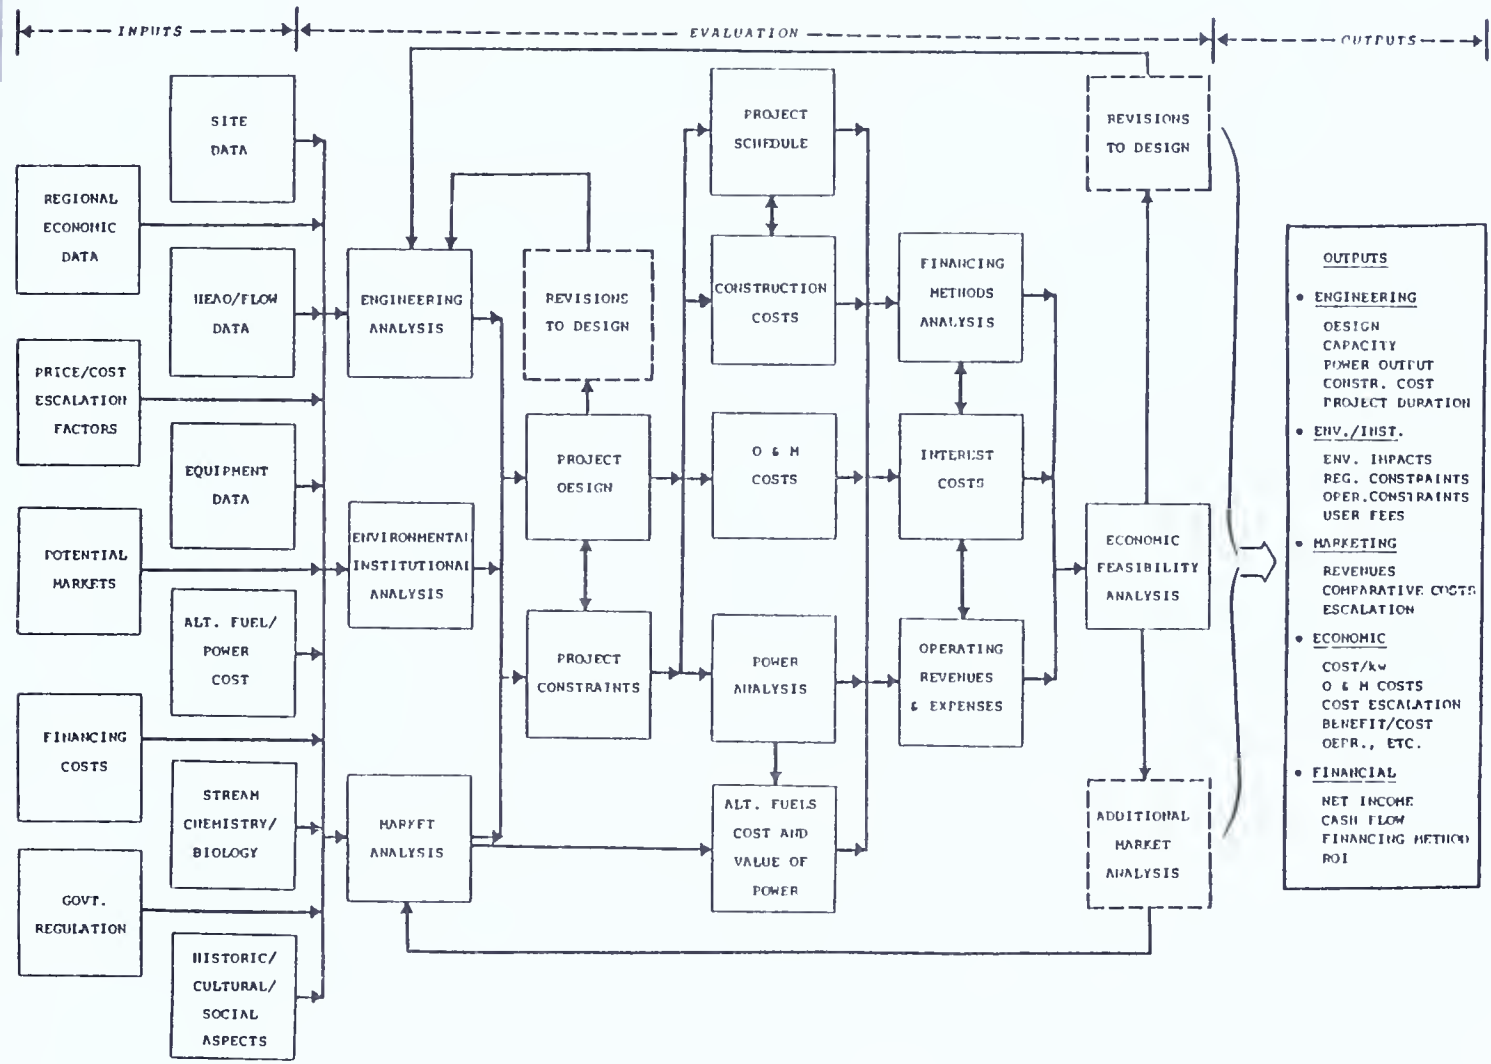 INPUTS
EVALUATION
OUTPUTS
SITE
DATA
REGIONAL
ECONOMIC
DATA
HEAD/FLOW
DATA
PRICE/COST
ESCALATION
FACTORS
EQUIPMENT
DATA
POTENTIAL
MARKETS
ALT. FUEL/
POWER
COST
FINANCING
COSTS
STREAM
CHEMISTRY/
BIOLOGY
GOVT.
REGULATION
HISTORIC/
CULTURAL/
SOCIAL
ASPECTS
ENGINEERING
ANALYSIS
ENVIRONMENTAL
INSTITUTIONAL
ANALYSIS
MARKET
ANALYSIS
REVISIONS
TO DESIGN
PROJECT
DESIGN
PROJECT
CONSTRAINTS
PROJECT
SCHEDULE
CONSTRUCTION
COSTS
O & M
COSTS
POWER
ANALYSIS
ALT. FUELS
COST AND
VALUE OF
POWER
FINANCING
METHODS
ANALYSIS
INTEREST
COSTS
OPERATING
REVENUES
& EXPENSES
REVISIONS
TO DESIGN
ECONOMIC
FEASIBILITY
ANALYSIS
ADDITIONAL
MARKET
ANALYSIS
OUTPUTS
• ENGINEERING
DESIGN
CAPACITY
POWER OUTPUT
CONSTR. COST
PROJECT DURATION
• ENV./INST.
ENV. IMPACTS
REG. CONSTRAINTS
OPER.CONSTRAINTS
USER FEES
• MARKETING
REVENUES
COMPARATIVE COSTS
ESCALATION
• ECONOMIC
COST/kw
O & M COSTS
COST ESCALATION
BENEFIT/COST
DEPR., ETC.
• FINANCIAL
NET INCOME
CASH FLOW
FINANCING METHOD
ROI